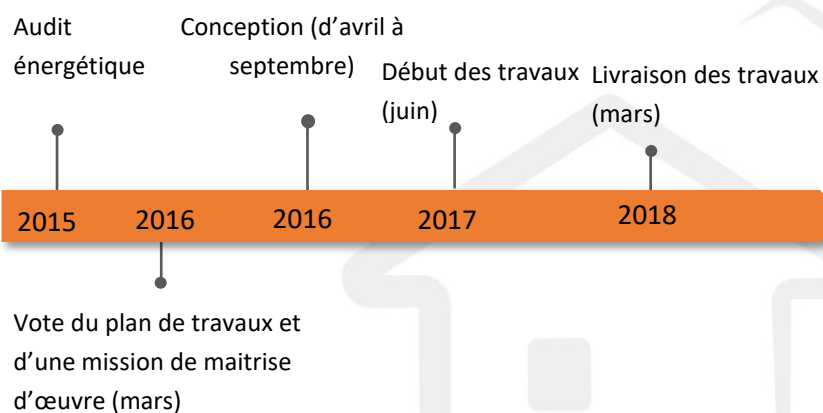 Audit
énergétique
Conception (d’avril à
septembre)
Début des travaux
(juin)
Livraison des travaux
(mars)
2015
2016
2016
2017
2018
Vote du plan de travaux et
d’une mission de maitrise
d’œuvre (mars)